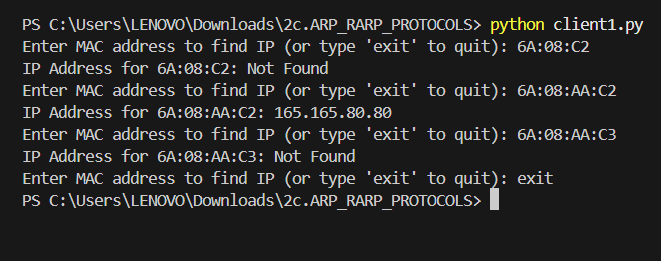 PS C:\Users\LENOVO\Downloads\2c.ARP_RARP_PROTOCOLS> python client1.py
Enter MAC address to find IP (or type 'exit' to quit): 6A:08:C2
IP Address for 6A:08:C2: Not Found
Enter MAC address to find IP (or type 'exit' to quit): 6A:08:AA:C2
IP Address for 6A:08:AA:C2: 165.165.80.80
Enter MAC address to find IP (or type 'exit' to quit): 6A:08:AA:C3
IP Address for 6A:08:AA:C3: Not Found
Enter MAC address to find IP (or type 'exit' to quit): exit
PS C:\Users\LENOVO\Downloads\2c.ARP_RARP_PROTOCOLS>